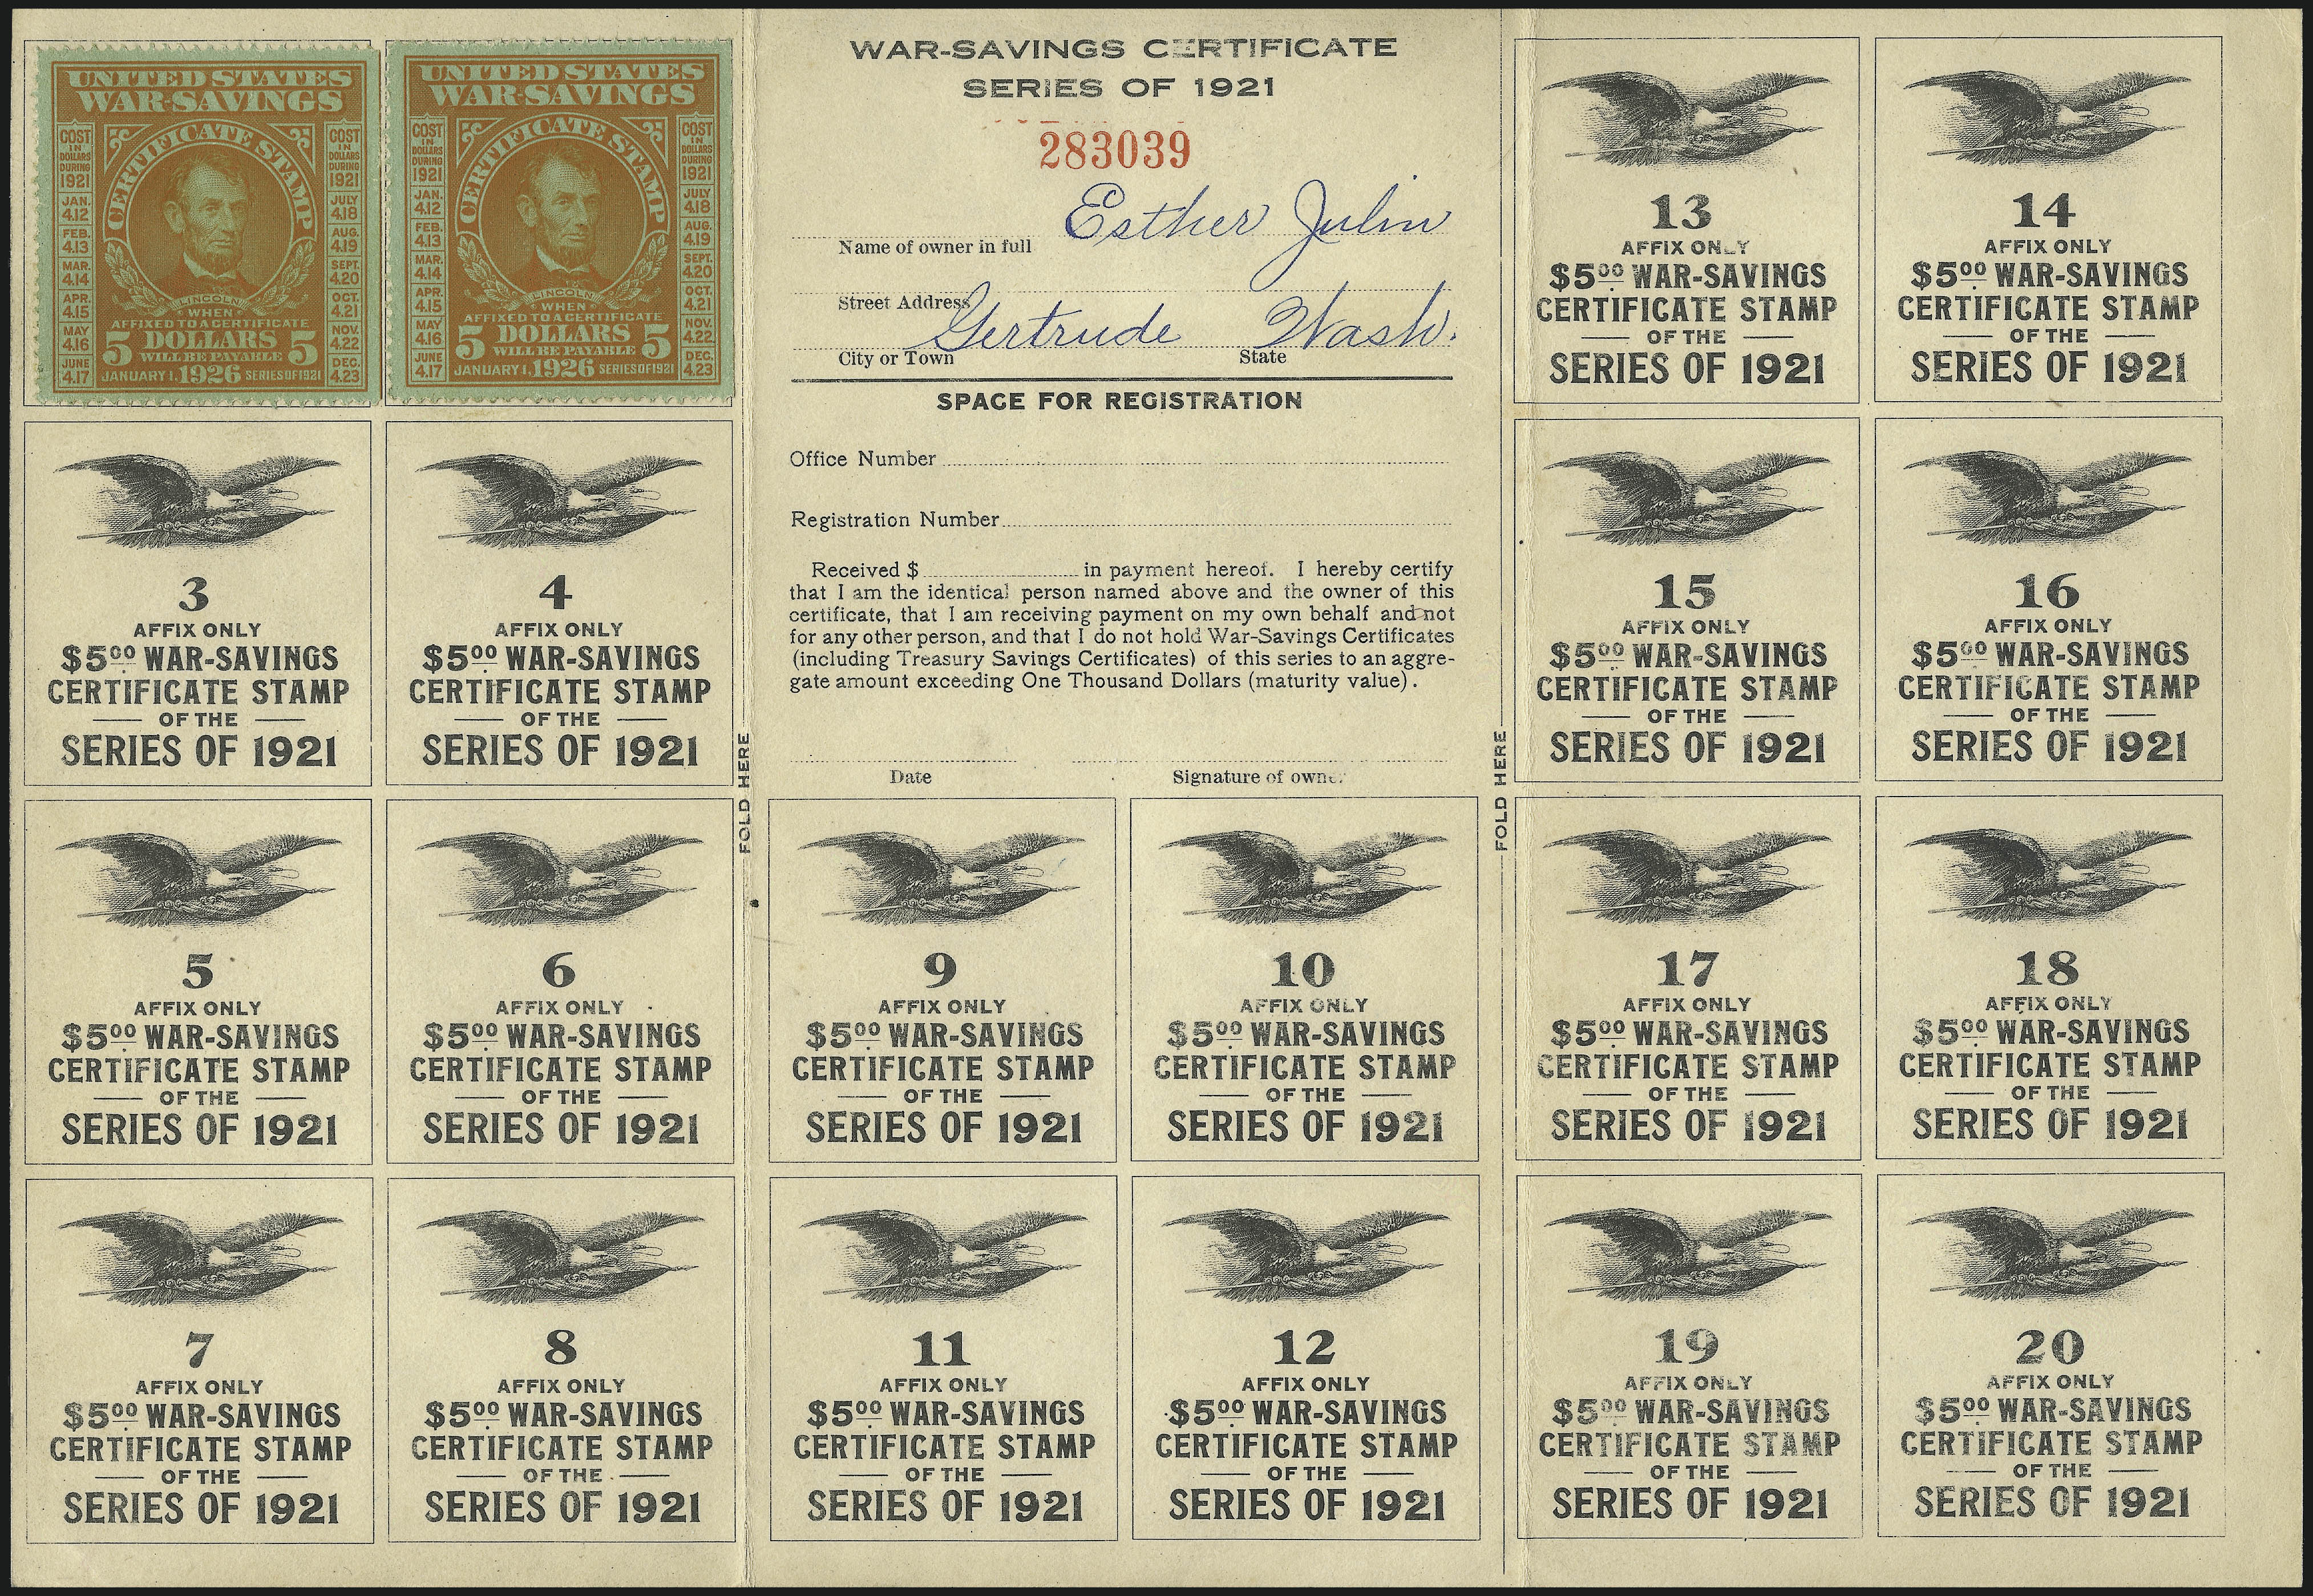 UNITED STATES
WAR-SAVINGS
CERTIFICATE STAMP
COST
IN
DOLLARS
DURING
1921
JAN.
4.12
FEB.
4.13
MAR.
4.14
APR.
4.15
MAY
4.16
JUNE
4.17
COST
IN
DOLLARS
DURING
1921
JULY
4.18
AUG.
4.19
SEPT.
4.20
OCT.
4.21
NOV.
4.22
DEC.
4.23
LINCOLN
WHEN
AFFIXED TO A CERTIFICATE
5 DOLLARS 5
WILL BE PAYABLE
JANUARY 1, 1926 SERIES OF 1921
UNITED STATES
WAR-SAVINGS
CERTIFICATE STAMP
COST
IN
DOLLARS
DURING
1921
JAN.
4.12
FEB.
4.13
MAR.
4.14
APR.
4.15
MAY
4.16
JUNE
4.17
COST
IN
DOLLARS
DURING
1921
JULY
4.18
AUG.
4.19
SEPT.
4.20
OCT.
4.21
NOV.
4.22
DEC.
4.23
LINCOLN
WHEN
AFFIXED TO A CERTIFICATE
5 DOLLARS 5
WILL BE PAYABLE
JANUARY 1, 1926 SERIES OF 1921
3
AFFIX ONLY
$5.00 WAR-SAVINGS
CERTIFICATE STAMP
OF THE
SERIES OF 1921
4
AFFIX ONLY
$5.00 WAR-SAVINGS
CERTIFICATE STAMP
OF THE
SERIES OF 1921
5
AFFIX ONLY
$5.00 WAR-SAVINGS
CERTIFICATE STAMP
OF THE
SERIES OF 1921
6
AFFIX ONLY
$5.00 WAR-SAVINGS
CERTIFICATE STAMP
OF THE
SERIES OF 1921
7
AFFIX ONLY
$5.00 WAR-SAVINGS
CERTIFICATE STAMP
OF THE
SERIES OF 1921
8
AFFIX ONLY
$5.00 WAR-SAVINGS
CERTIFICATE STAMP
OF THE
SERIES OF 1921
FOLD HERE
WAR-SAVINGS CERTIFICATE
SERIES OF 1921
283039
Esther Julin
Name of owner in full
Street Address
Gertrude Wash.
City or Town State
SPACE FOR REGISTRATION
Office Number
Registration Number
Received $ in payment hereof. I hereby certify
that I am the identical person named above and the owner of this
certificate, that I am receiving payment on my own behalf and not
for any other person, and that I do not hold War-Savings Certificates
(including Treasury Savings Certificates) of this series to an aggre-
gate amount exceeding One Thousand Dollars (maturity value).
Date Signature of owner
9
AFFIX ONLY
$5.00 WAR-SAVINGS
CERTIFICATE STAMP
OF THE
SERIES OF 1921
10
AFFIX ONLY
$5.00 WAR-SAVINGS
CERTIFICATE STAMP
OF THE
SERIES OF 1921
11
AFFIX ONLY
$5.00 WAR-SAVINGS
CERTIFICATE STAMP
OF THE
SERIES OF 1921
12
AFFIX ONLY
$5.00 WAR-SAVINGS
CERTIFICATE STAMP
OF THE
SERIES OF 1921
FOLD HERE
13
AFFIX ONLY
$5.00 WAR-SAVINGS
CERTIFICATE STAMP
OF THE
SERIES OF 1921
14
AFFIX ONLY
$5.00 WAR-SAVINGS
CERTIFICATE STAMP
OF THE
SERIES OF 1921
15
AFFIX ONLY
$5.00 WAR-SAVINGS
CERTIFICATE STAMP
OF THE
SERIES OF 1921
16
AFFIX ONLY
$5.00 WAR-SAVINGS
CERTIFICATE STAMP
OF THE
SERIES OF 1921
17
AFFIX ONLY
$5.00 WAR-SAVINGS
CERTIFICATE STAMP
OF THE
SERIES OF 1921
18
AFFIX ONLY
$5.00 WAR-SAVINGS
CERTIFICATE STAMP
OF THE
SERIES OF 1921
19
AFFIX ONLY
$5.00 WAR-SAVINGS
CERTIFICATE STAMP
OF THE
SERIES OF 1921
20
AFFIX ONLY
$5.00 WAR-SAVINGS
CERTIFICATE STAMP
OF THE
SERIES OF 1921